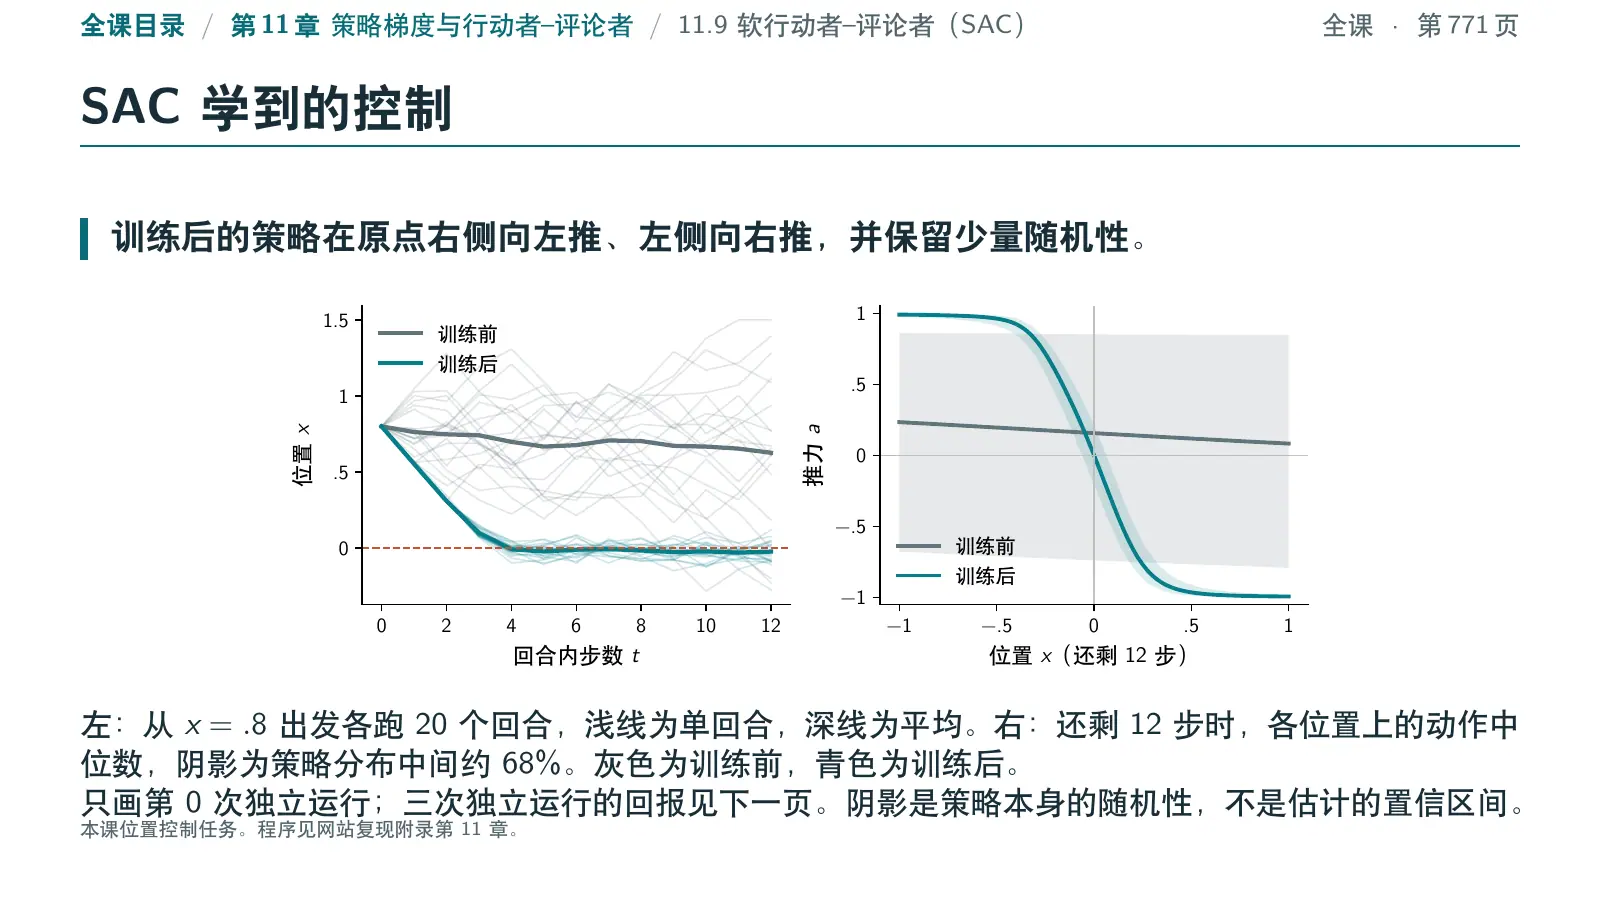 全课目录 / 第 11 章 策略梯度与行动者–评论者 / 11.9 软行动者–评论者（SAC） 全课 · 第 771 页
SAC 学到的控制
训练后的策略在原点右侧向左推、左侧向右推，并保留少量随机性。
1.5
1
.5
0
位置 x
训练前
训练后
0 2 4 6 8 10 12
回合内步数 t
1
.5
0
−.5
−1
推力 a
训练前
训练后
−1 −.5 0 .5 1
位置 x（还剩 12 步）
左：从 x = .8 出发各跑 20 个回合，浅线为单回合，深线为平均。右：还剩 12 步时，各位置上的动作中
位数，阴影为策略分布中间约 68%。灰色为训练前，青色为训练后。
只画第 0 次独立运行；三次独立运行的回报见下一页。阴影是策略本身的随机性，不是估计的置信区间。
本课位置控制任务。程序见网站复现附录第 11 章。